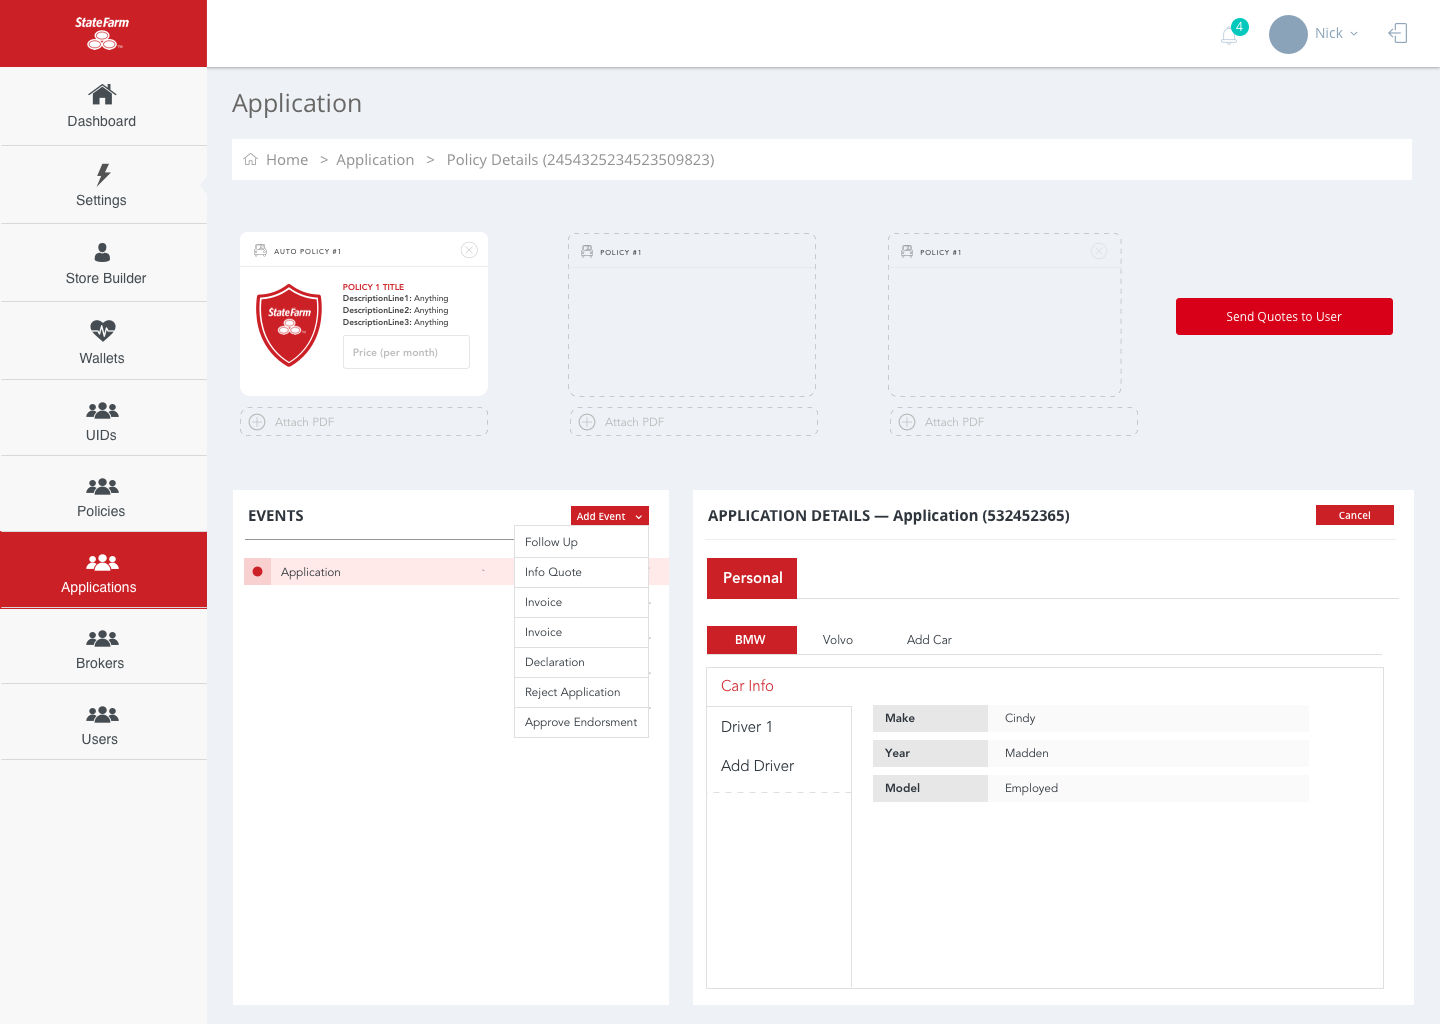 StateFarm
4
Nick
Dashboard
Settings
Store Builder
Wallets
UIDs
Policies
Applications
Brokers
Users
Application
Home > Application > Policy Details (2454325234523509823)
AUTO POLICY #1
StateFarm
POLICY 1 TITLE
DescriptionLine1: Anything
DescriptionLine2: Anything
DescriptionLine3: Anything
Price (per month)
Attach PDF
POLICY #1
Attach PDF
POLICY #1
Attach PDF
Send Quotes to User
EVENTS
Add Event
Follow Up
Info Quote
Invoice
Invoice
Declaration
Reject Application
Approve Endorsment
Application
APPLICATION DETAILS — Application (532452365)
Cancel
Personal
BMW Volvo Add Car
Car Info
Driver 1
Add Driver
Make Cindy
Year Madden
Model Employed